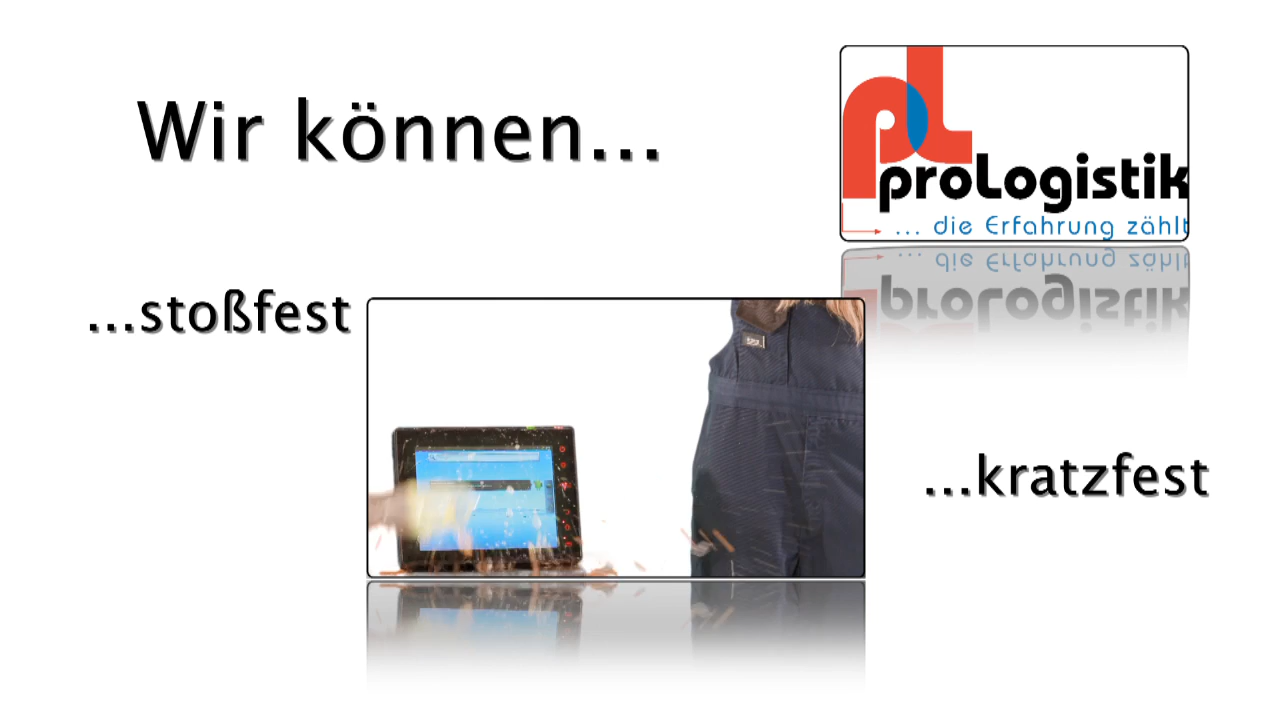 Wir können...
proLogistik
... die Erfahrung zählt
...stoßfest
...kratzfest